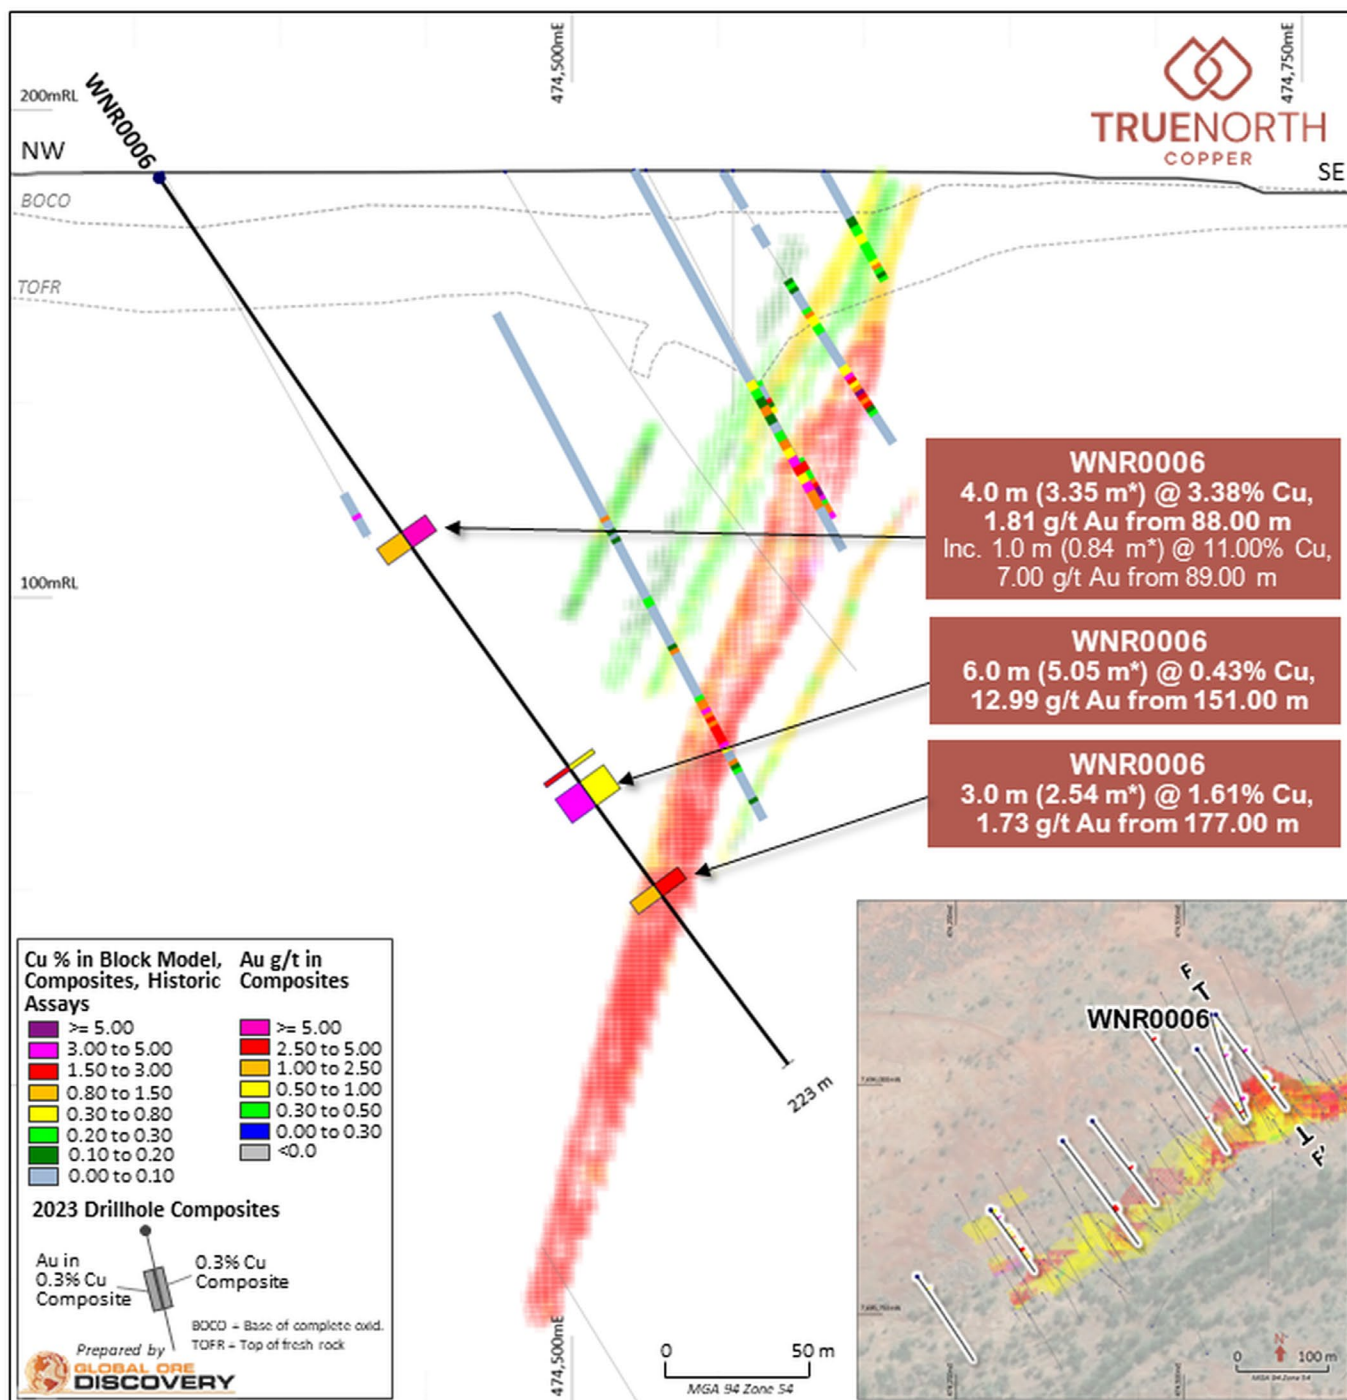 474,500mE
474,750mE
200mRL
WNR0006
TRUENORTH
COPPER
NW
SE
BOCO
TOFR
WNR0006
4.0 m (3.35 m*) @ 3.38% Cu,
1.81 g/t Au from 88.00 m
Inc. 1.0 m (0.84 m*) @ 11.00% Cu,
7.00 g/t Au from 89.00 m
100mRL
WNR0006
6.0 m (5.05 m*) @ 0.43% Cu,
12.99 g/t Au from 151.00 m
WNR0006
3.0 m (2.54 m*) @ 1.61% Cu,
1.73 g/t Au from 177.00 m
223 m
Cu % in Block Model,
Composites, Historic
Assays
>= 5.00
3.00 to 5.00
1.50 to 3.00
0.80 to 1.50
0.30 to 0.80
0.20 to 0.30
0.10 to 0.20
0.00 to 0.10
Au g/t in
Composites
>= 5.00
2.50 to 5.00
1.00 to 2.50
0.50 to 1.00
0.30 to 0.50
0.00 to 0.30
<0.0
2023 Drillhole Composites
Au in
0.3% Cu
Composite
0.3% Cu
Composite
BOCO = Base of complete oxid.
TOFR = Top of fresh rock
Prepared by
GLOBAL ORE
DISCOVERY
474,500mE
0 50 m
MGA 94 Zone 54
F
WNR0006
F'
N
0 100 m
MGA 94 Zone 54